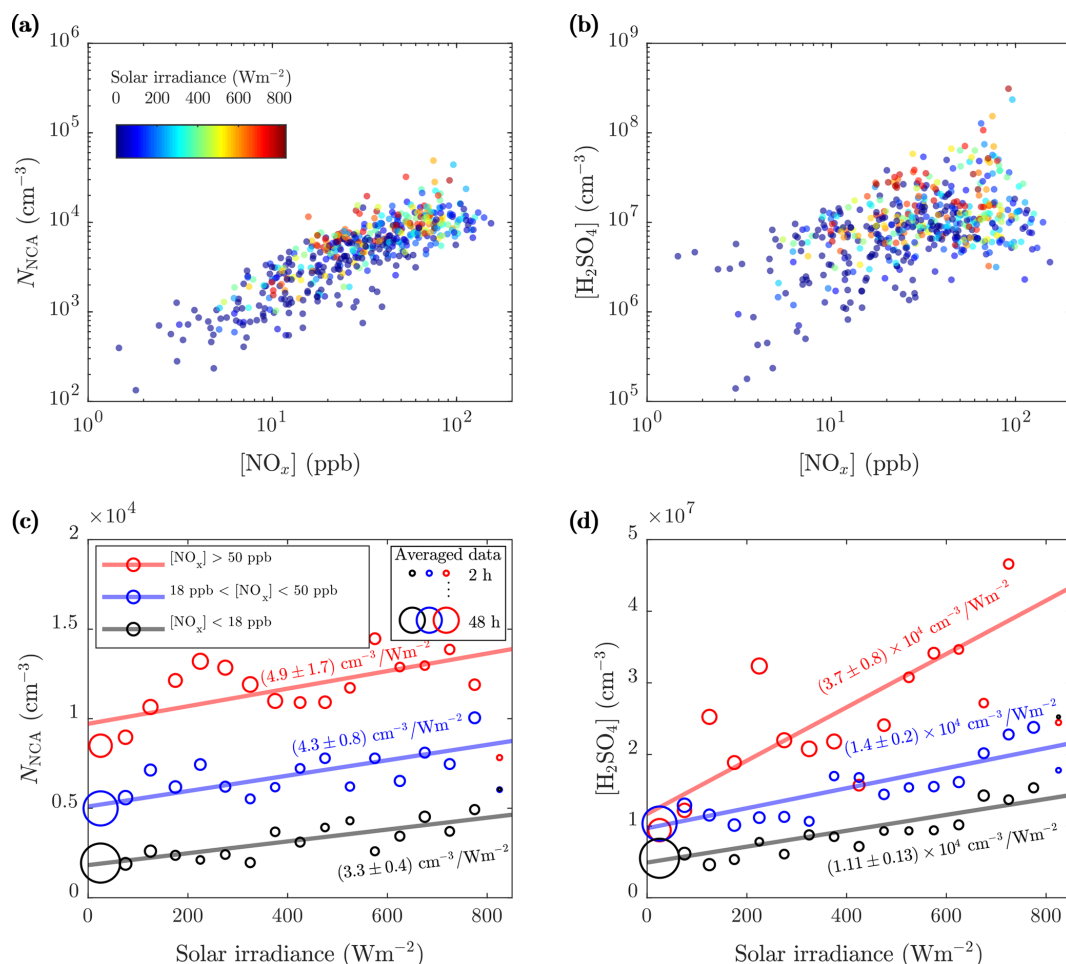 (a)
10^6
10^5
10^4
10^3
10^2
N_NCA (cm^−3)
Solar irradiance (Wm^−2)
0 200 400 600 800
10^0 10^1 10^2
[NO_x] (ppb)
(b)
10^9
10^8
10^7
10^6
10^5
[H_2SO_4] (cm^−3)
10^0 10^1 10^2
[NO_x] (ppb)
(c)
×10^4
2
1.5
1
0.5
0
N_NCA (cm^−3)
[NO_x] > 50 ppb
18 ppb < [NO_x] < 50 ppb
[NO_x] < 18 ppb
Averaged data
2 h
⋮
48 h
(4.9 ± 1.7) cm^−3/Wm^−2
(4.3 ± 0.8) cm^−3/Wm^−2
(3.3 ± 0.4) cm^−3/Wm^−2
0 200 400 600 800
Solar irradiance (Wm^−2)
(d)
×10^7
5
4
3
2
1
0
[H_2SO_4] (cm^−3)
(3.7 ± 0.8) × 10^4 cm^−3/Wm^−2
(1.4 ± 0.2) × 10^4 cm^−3/Wm^−2
(1.11 ± 0.13) × 10^4 cm^−3/Wm^−2
0 200 400 600 800
Solar irradiance (Wm^−2)